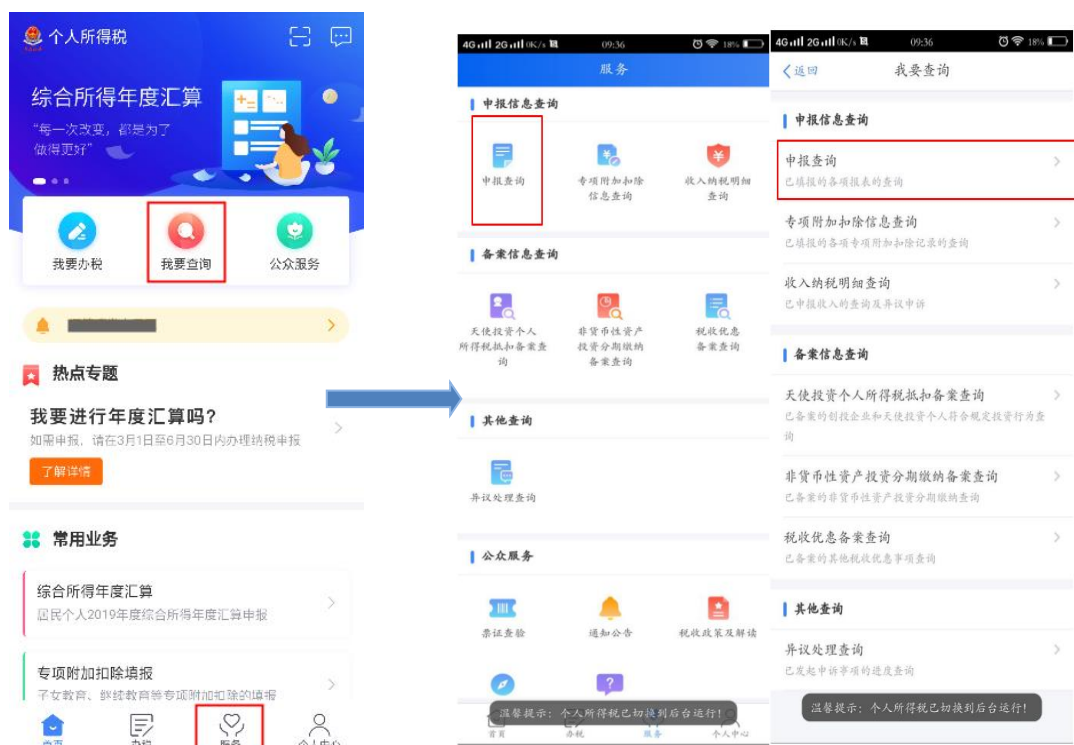 个人所得税
综合所得年度汇算
“每一次改变，都是为了
做得更好”
我要办税
我要查询
公众服务
热点专题
我要进行年度汇算吗?
如需申报，请在3月1日至6月30日内办理纳税申报
了解详情
常用业务
综合所得年度汇算
居民个人2019年度综合所得年度汇算申报
专项附加扣除填报
子女教育、继续教育等专项附加扣除的填报
首页
办税
服务
个人中心
4G 2G 0K/s 09:36 18%
服务
申报信息查询
申报查询
专项附加扣除
信息查询
收入纳税明细
查询
备案信息查询
天使投资个人
所得税抵扣备案查
询
非货币性资产
投资分期缴纳
备案查询
税收优惠
备案查询
其他查询
异议处理查询
公众服务
票证查验
通知公告
税收政策及解读
温馨提示：个人所得税已切换到后台运行!
首页
办税
服务
个人中心
4G 2G 0K/s 09:36 18%
返回
我要查询
申报信息查询
申报查询
已填报的各项报表的查询
专项附加扣除信息查询
已填报的各项专项附加扣除记录的查询
收入纳税明细查询
已申报收入的查询及异议申诉
备案信息查询
天使投资个人所得税抵扣备案查询
已备案的创投企业和天使投资个人符合规定投资行为查
询
非货币性资产投资分期缴纳备案查询
已备案的非货币性资产投资分期缴纳查询
税收优惠备案查询
已备案的其他税收优惠事项查询
其他查询
异议处理查询
已发起申诉事项的进度查询
温馨提示：个人所得税已切换到后台运行!